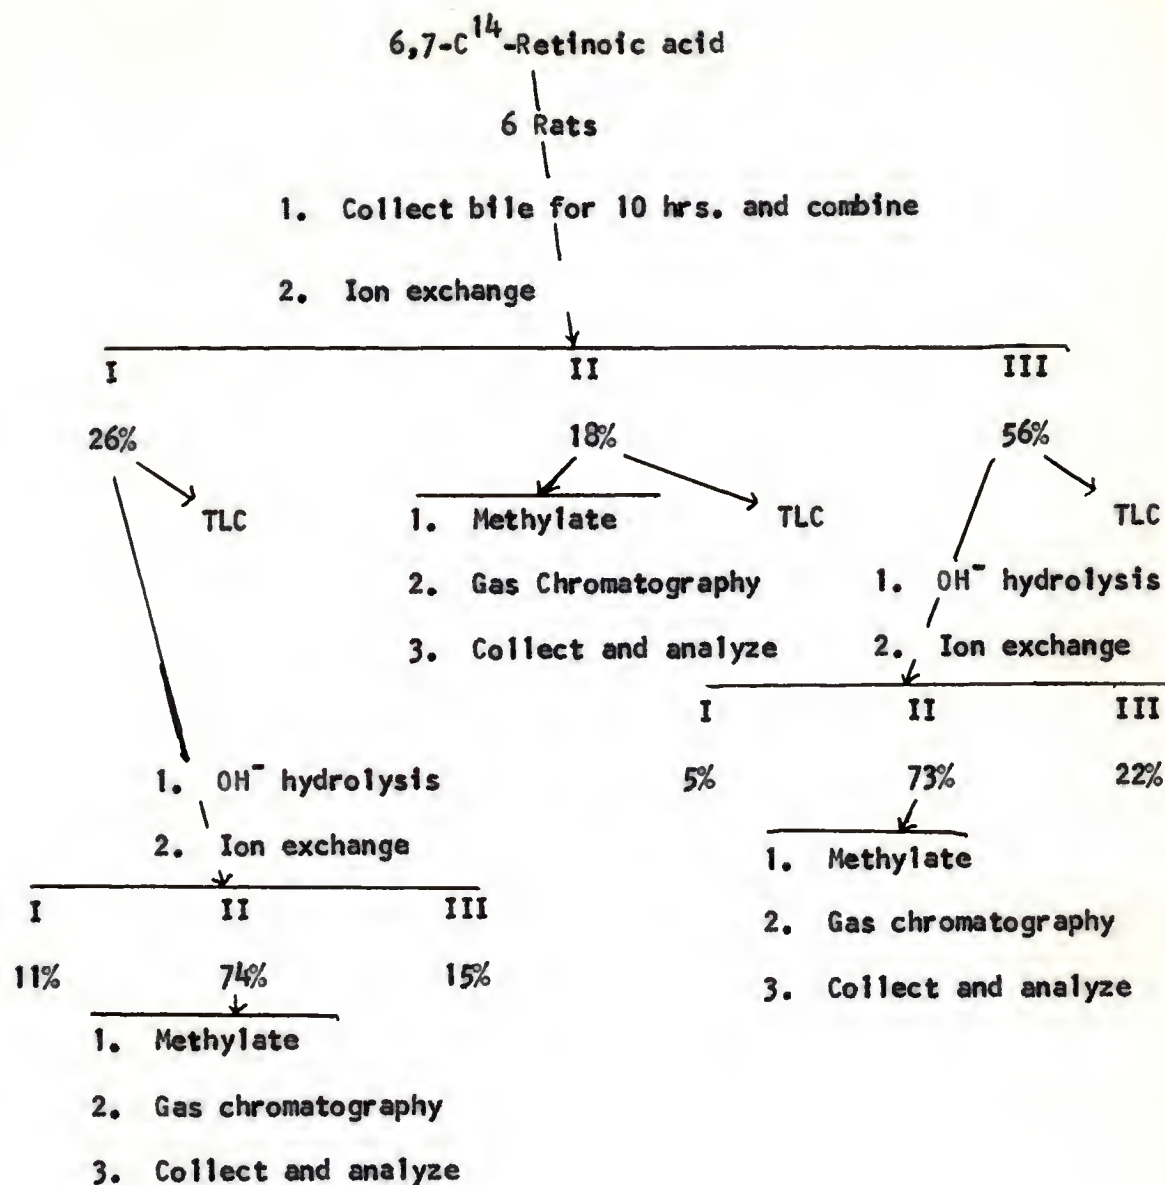 6,7-C¹⁴-Retinoic acid
6 Rats
1. Collect bile for 10 hrs. and combine
2. Ion exchange
I II III
26% 18% 56%
TLC
1. Methylate
TLC
TLC
2. Gas Chromatography
3. Collect and analyze
1. OH⁻ hydrolysis
2. Ion exchange
I II III
5% 73% 22%
1. Methylate
2. Gas chromatography
3. Collect and analyze
1. OH⁻ hydrolysis
2. Ion exchange
I II III
11% 74% 15%
1. Methylate
2. Gas chromatography
3. Collect and analyze